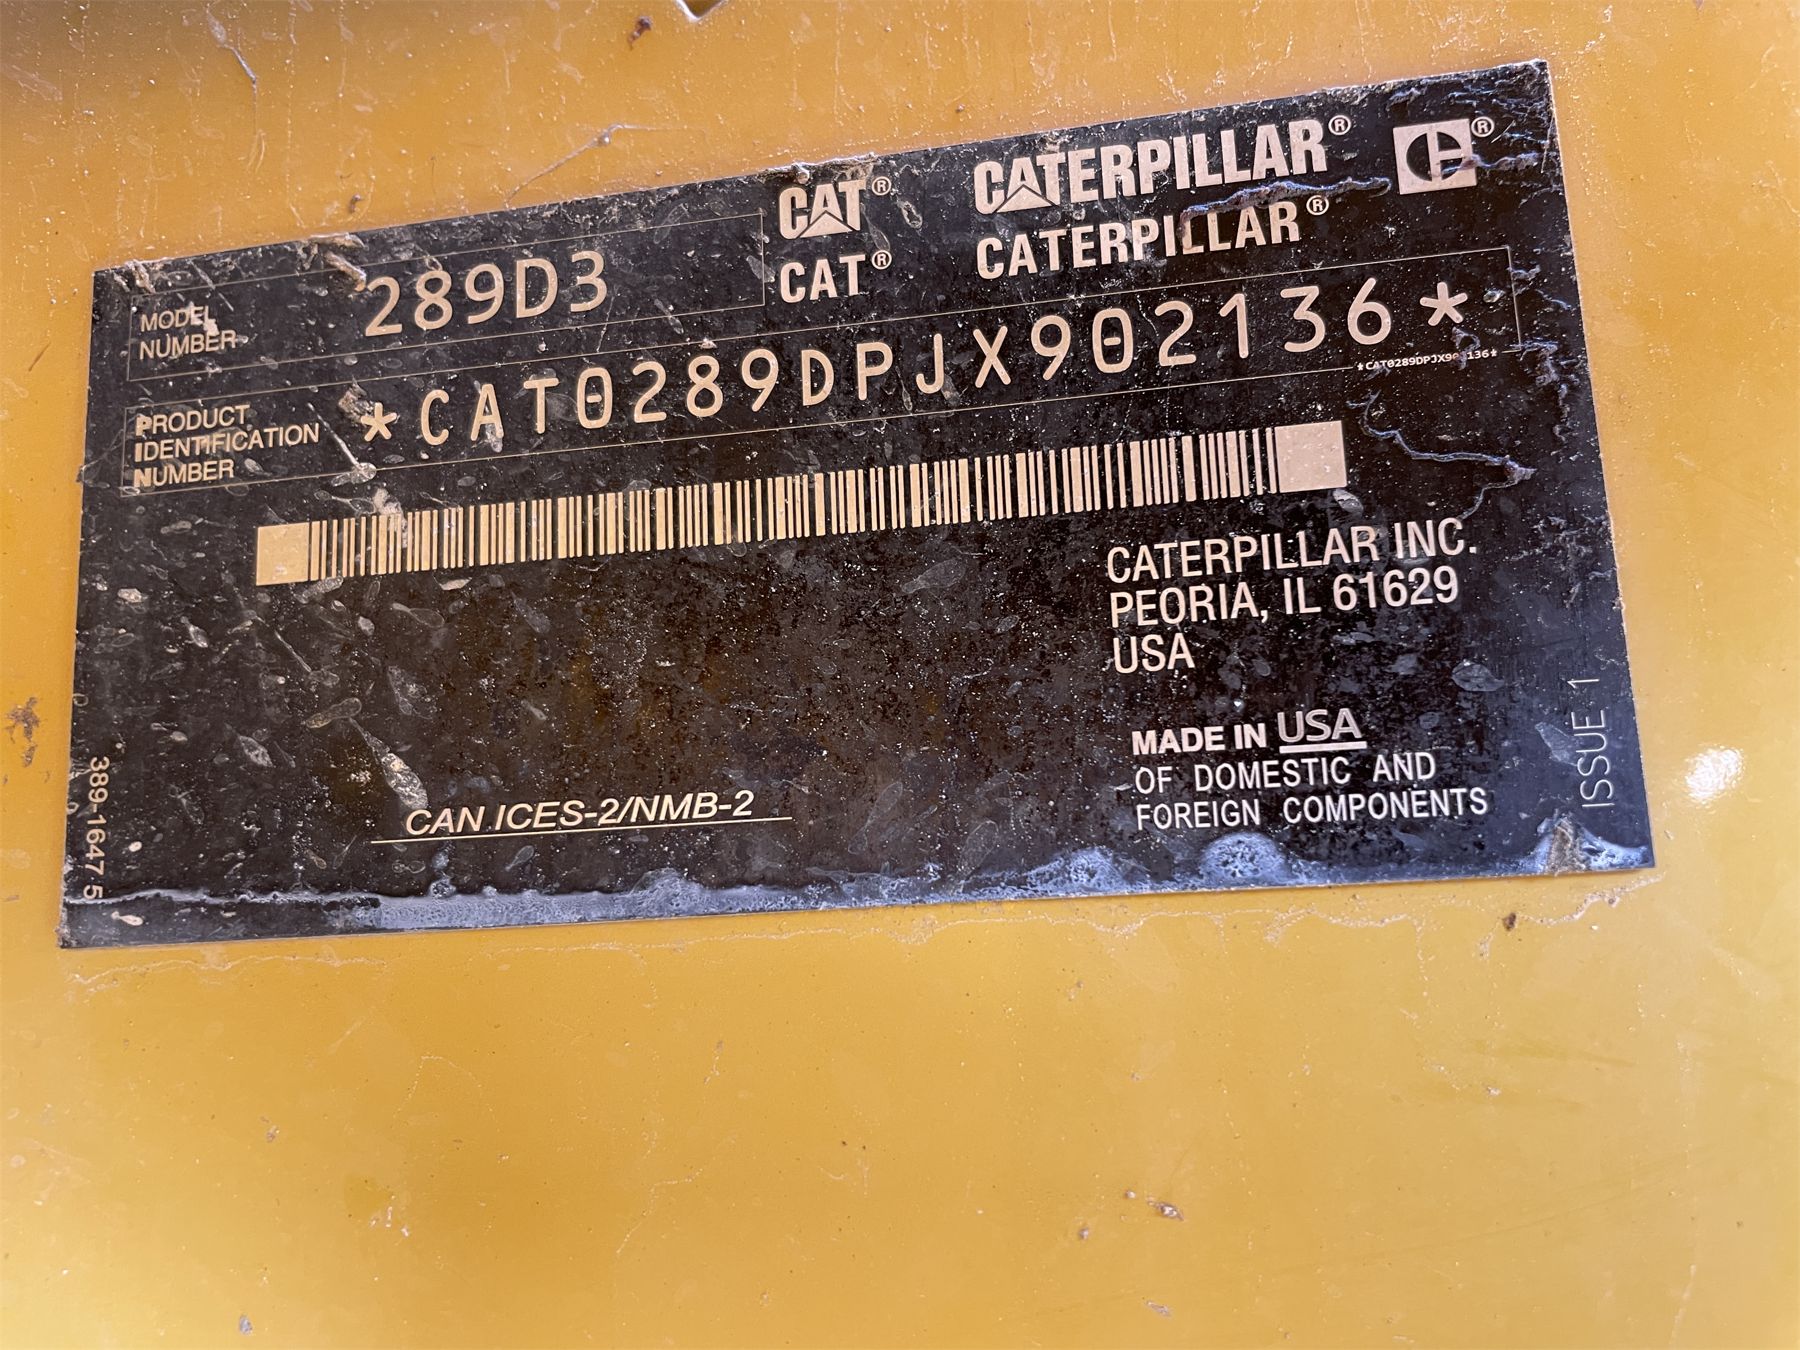 CAT® CATERPILLAR®
CAT® CATERPILLAR®
MODEL
NUMBER
289D3
PRODUCT
IDENTIFICATION
NUMBER
*CAT0289DPJX902136*
CATERPILLAR INC.
PEORIA, IL 61629
USA
MADE IN USA
OF DOMESTIC AND
FOREIGN COMPONENTS
CAN ICES-2/NMB-2
389-1647 5
ISSUE 1